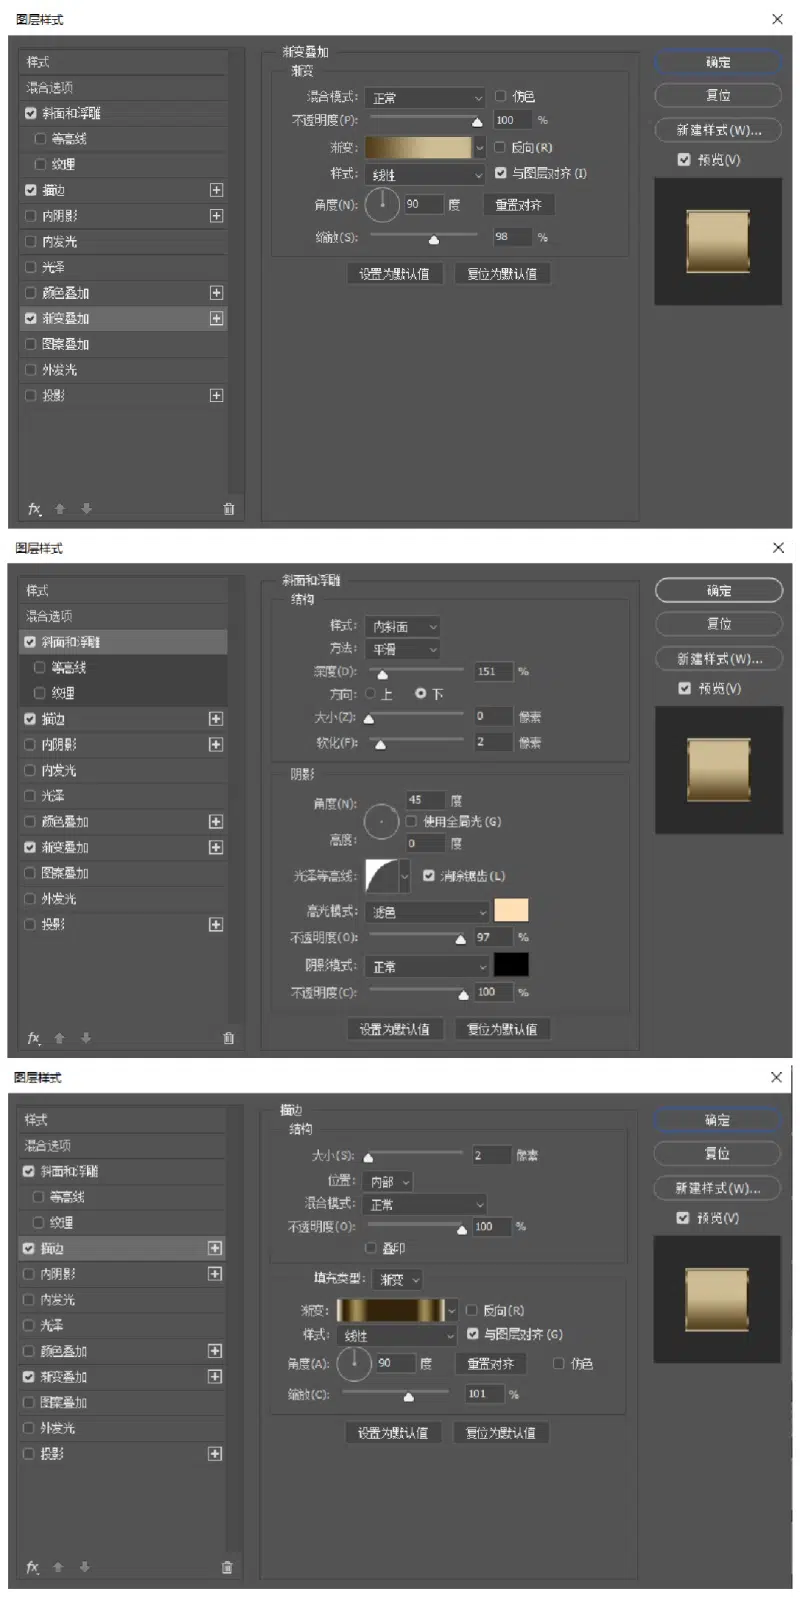 图层样式
样式
混合选项
斜面和浮雕
等高线
纹理
描边
内阴影
内发光
光泽
颜色叠加
渐变叠加
图案叠加
外发光
投影
fx
渐变叠加
渐变
混合模式: 正常 仿色
不透明度(P): 100 %
渐变: 反向(R)
样式: 线性 与图层对齐(I)
角度(N): 90 度 重置对齐
缩放(S): 98 %
设置为默认值 复位为默认值
确定
复位
新建样式(W)...
预览(V)
图层样式
样式
混合选项
斜面和浮雕
等高线
纹理
描边
内阴影
内发光
光泽
颜色叠加
渐变叠加
图案叠加
外发光
投影
fx
斜面和浮雕
结构
样式: 内斜面
方法: 平滑
深度(D): 151 %
方向: 上 下
大小(Z): 0 像素
软化(F): 2 像素
阴影
角度(N): 45 度
使用全局光(G)
高度: 0 度
光泽等高线: 消除锯齿(L)
高光模式: 滤色
不透明度(O): 97 %
阴影模式: 正常
不透明度(C): 100 %
设置为默认值 复位为默认值
确定
复位
新建样式(W)...
预览(V)
图层样式
样式
混合选项
斜面和浮雕
等高线
纹理
描边
内阴影
内发光
光泽
颜色叠加
渐变叠加
图案叠加
外发光
投影
fx
描边
结构
大小(S): 2 像素
位置: 内部
混合模式: 正常
不透明度(O): 100 %
叠印
填充类型: 渐变
渐变: 反向(R)
样式: 线性 与图层对齐(G)
角度(A): 90 度 重置对齐 仿色
缩放(C): 101 %
设置为默认值 复位为默认值
确定
复位
新建样式(W)...
预览(V)